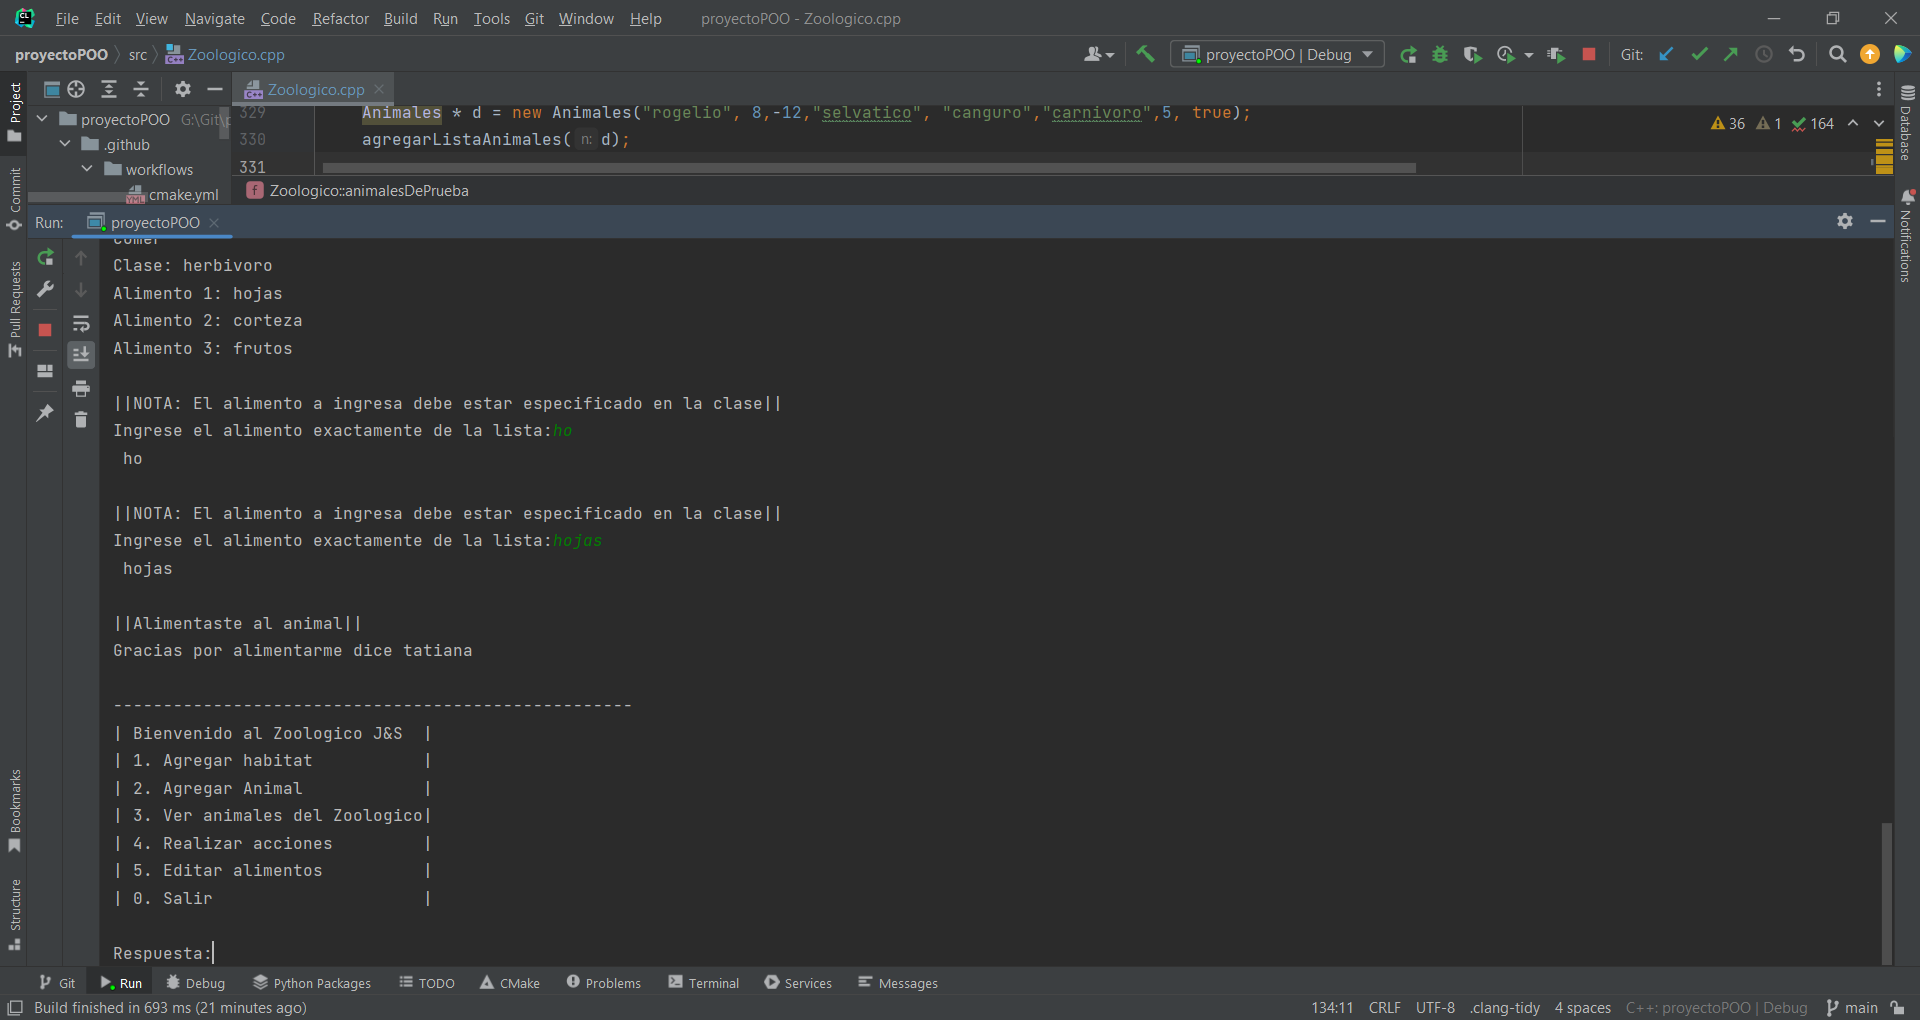 File Edit View Navigate Code Refactor Build Run Tools Git Window Help proyectoPOO - Zoologico.cpp
proyectoPOO src Zoologico.cpp proyectoPOO | Debug Git:
Project
Commit
Pull Requests
Bookmarks
Structure
proyectoPOO G:\Git\p
.github
workflows
cmake.yml
Zoologico.cpp
329 Animales * d = new Animales("rogelio", 8,-12,"selvatico", "canguro","carnivoro",5, true);
330 agregarListaAnimales( n: d);
331
36 1 164
Zoologico::animalesDePrueba
Database
Notifications
Run: proyectoPOO
comer
Clase: herbivoro
Alimento 1: hojas
Alimento 2: corteza
Alimento 3: frutos
||NOTA: El alimento a ingresa debe estar especificado en la clase||
Ingrese el alimento exactamente de la lista:ho
ho
||NOTA: El alimento a ingresa debe estar especificado en la clase||
Ingrese el alimento exactamente de la lista:hojas
hojas
||Alimentaste al animal||
Gracias por alimentarme dice tatiana
----------------------------------------------------
| Bienvenido al Zoologico J&S |
| 1. Agregar habitat |
| 2. Agregar Animal |
| 3. Ver animales del Zoologico|
| 4. Realizar acciones |
| 5. Editar alimentos |
| 0. Salir |
Respuesta:
Git Run Debug Python Packages TODO CMake Problems Terminal Services Messages
Build finished in 693 ms (21 minutes ago) 134:11 CRLF UTF-8 .clang-tidy 4 spaces C++: proyectoPOO | Debug main